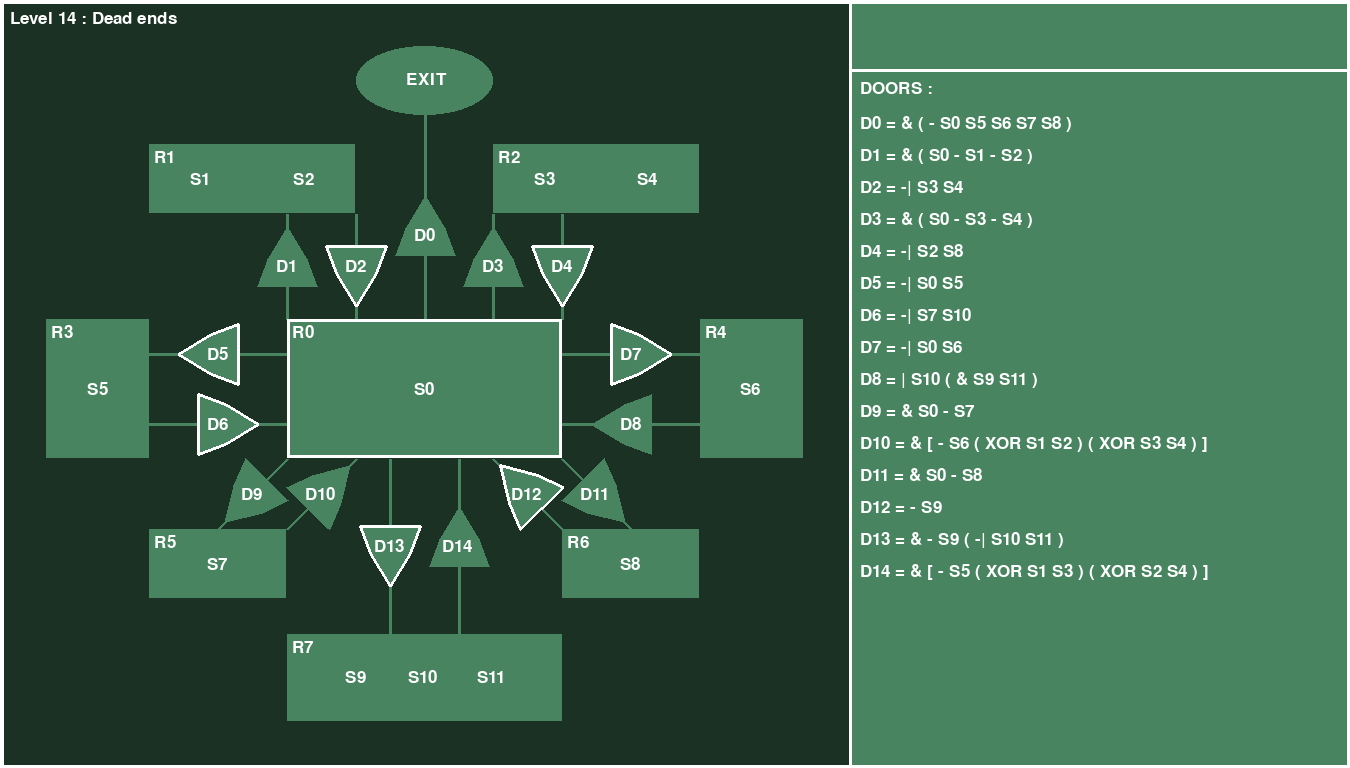 Level 14 : Dead ends
EXIT
R1
S1
S2
R2
S3
S4
D0
D1
D2
D3
D4
R3
S5
D5
D6
R0
S0
D7
D8
R4
S6
D9
D10
D12
D11
R5
S7
D13
D14
R6
S8
R7
S9
S10
S11
DOORS :
D0 = & ( - S0 S5 S6 S7 S8 )
D1 = & ( S0 - S1 - S2 )
D2 = -| S3 S4
D3 = & ( S0 - S3 - S4 )
D4 = -| S2 S8
D5 = -| S0 S5
D6 = -| S7 S10
D7 = -| S0 S6
D8 = | S10 ( & S9 S11 )
D9 = & S0 - S7
D10 = & [ - S6 ( XOR S1 S2 ) ( XOR S3 S4 ) ]
D11 = & S0 - S8
D12 = - S9
D13 = & - S9 ( -| S10 S11 )
D14 = & [ - S5 ( XOR S1 S3 ) ( XOR S2 S4 ) ]